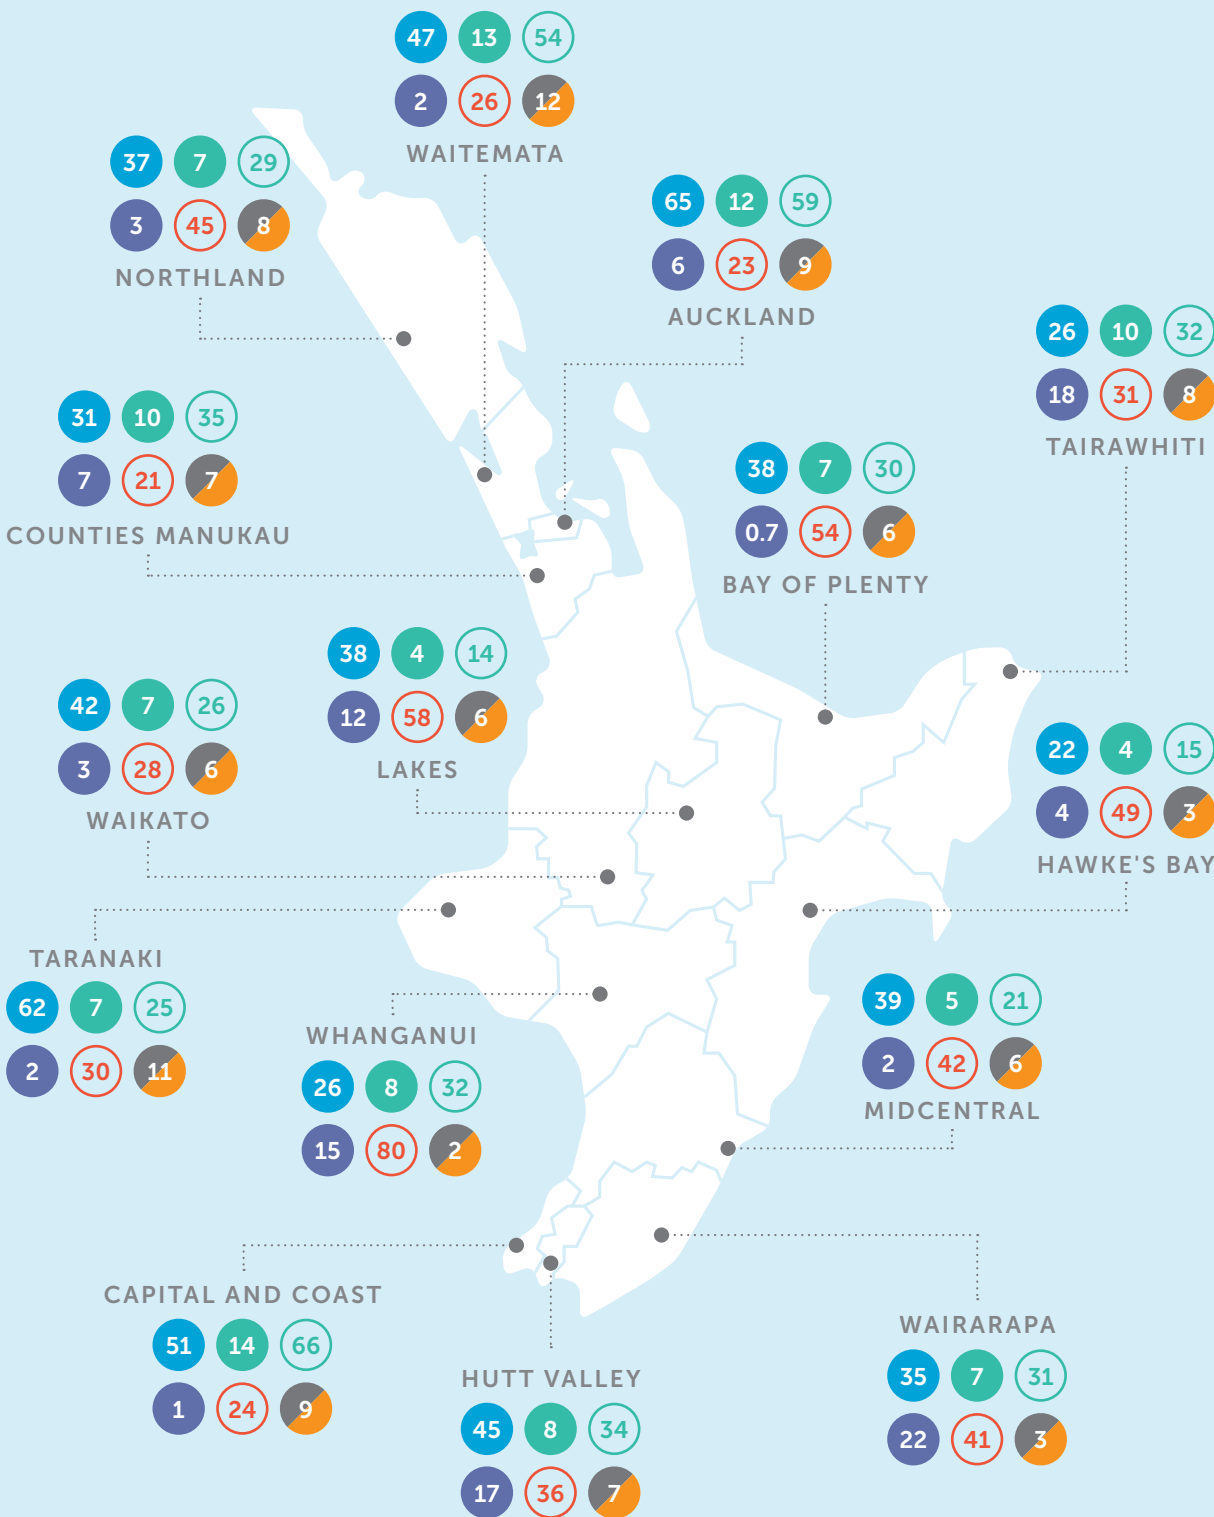 47 13 54
2 26 12
WAITEMATA
37 7 29
3 45 8
NORTHLAND
65 12 59
6 23 9
AUCKLAND
26 10 32
18 31 8
TAIRAWHITI
31 10 35
7 21 7
COUNTIES MANUKAU
38 7 30
0.7 54 6
BAY OF PLENTY
38 4 14
12 58 6
LAKES
42 7 26
3 28 6
WAIKATO
22 4 15
4 49 3
HAWKE'S BAY
TARANAKI
62 7 25
2 30 11
WHANGANUI
26 8 32
15 80 2
39 5 21
2 42 6
MIDCENTRAL
CAPITAL AND COAST
51 14 66
1 24 9
HUTT VALLEY
45 8 34
17 36 7
WAIRARAPA
35 7 31
22 41 3